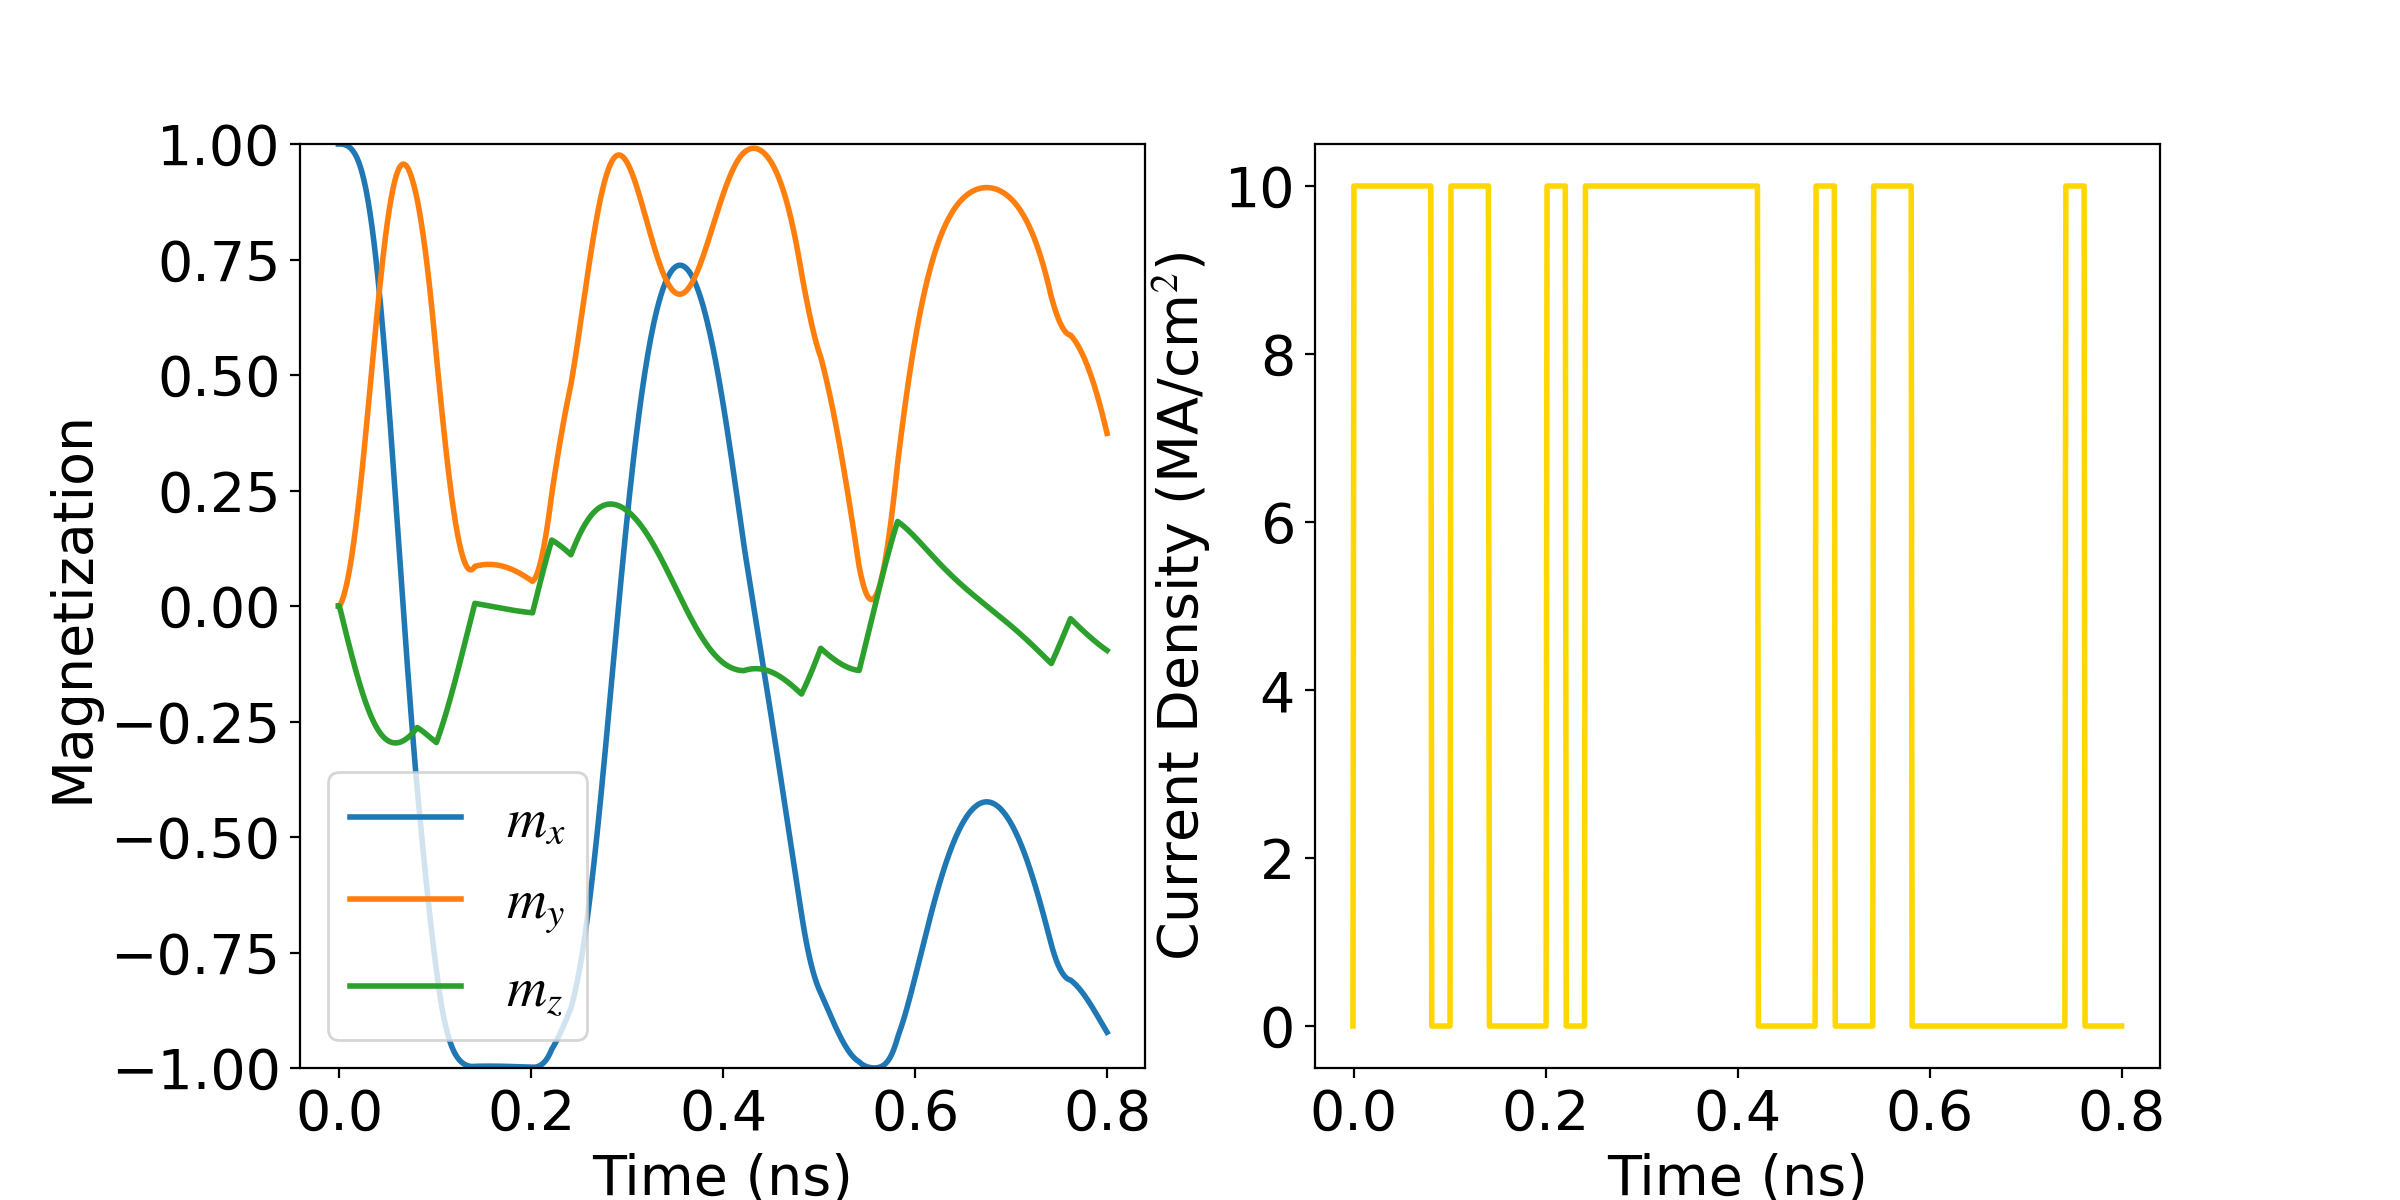 1.00
0.75
0.50
0.25
0.00
−0.25
−0.50
−0.75
−1.00
Magnetization
m_x
m_y
m_z
0.0 0.2 0.4 0.6 0.8
Time (ns)
10
8
6
4
2
0
Current Density (MA/cm²)
0.0 0.2 0.4 0.6 0.8
Time (ns)